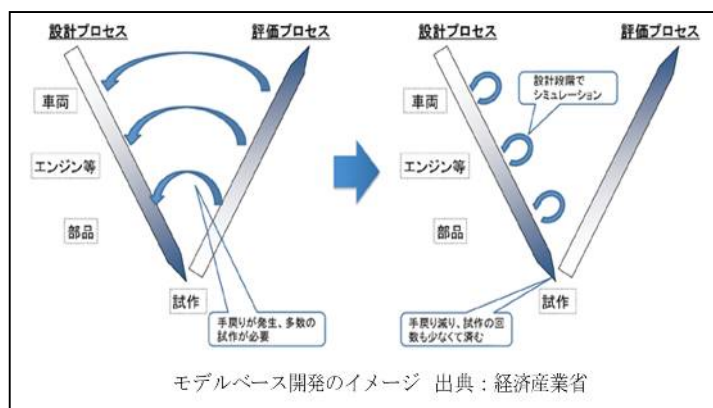 設計プロセス
評価プロセス
車両
エンジン等
部品
試作
手戻りが発生、多数の
試作が必要
設計プロセス
評価プロセス
設計段階で
シミュレーション
車両
エンジン等
部品
試作
手戻り減り、試作の回
数も少なくて済む
モデルベース開発のイメージ 出典：経済産業省